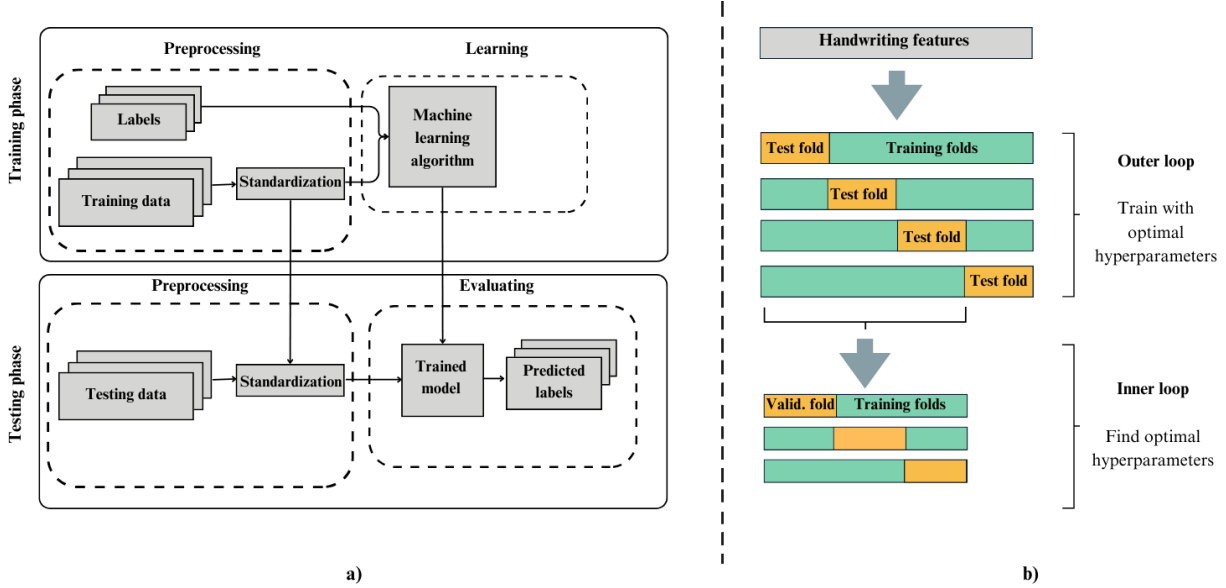 Training phase
Preprocessing
Learning
Labels
Training data
Standardization
Machine
learning
algorithm
Testing phase
Preprocessing
Evaluating
Testing data
Standardization
Trained
model
Predicted
labels
a)
Handwriting features
Test fold
Training folds
Test fold
Test fold
Test fold
Outer loop
Train with
optimal
hyperparameters
Valid. fold
Training folds
Inner loop
Find optimal
hyperparameters
b)